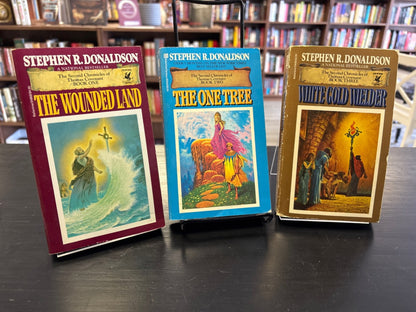 STEPHEN R. DONALDSON
A NATIONAL BESTSELLER
The Second Chronicles of
Thomas Covenant
BOOK ONE
THE WOUNDED LAND
STEPHEN R. DONALDSON
The Second Chronicles of
Thomas Covenant
BOOK TWO
THE ONE TREE
STEPHEN R. DONALDSON
A NATIONAL BESTSELLER
The Second Chronicles of
Thomas Covenant
BOOK THREE
WHITE GOLD WIELDER